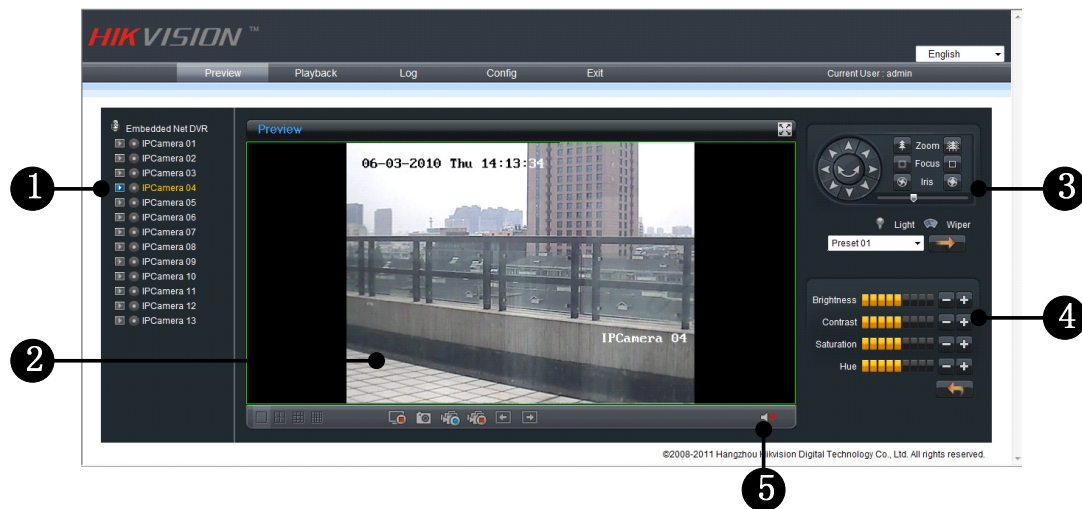 HIKVISION ™
English
Preview Playback Log Config Exit Current User : admin
Embedded Net DVR
IPCamera 01
IPCamera 02
IPCamera 03
IPCamera 04
IPCamera 05
IPCamera 06
IPCamera 07
IPCamera 08
IPCamera 09
IPCamera 10
IPCamera 11
IPCamera 12
IPCamera 13
Preview
06-03-2010 Thu 14:13:34
IPCamera 04
Zoom
Focus
Iris
Light Wiper
Preset 01
Brightness
Contrast
Saturation
Hue
©2008-2011 Hangzhou Hikvision Digital Technology Co., Ltd. All rights reserved.
1
2
3
4
5